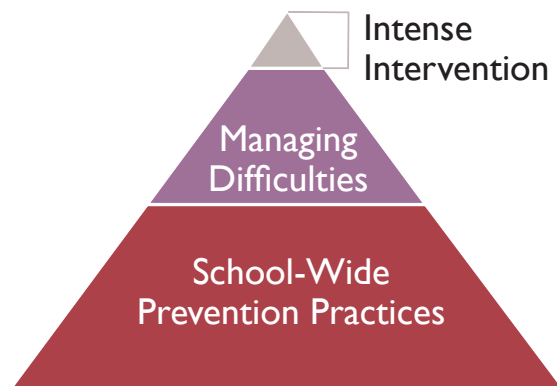 Intense
Intervention
Managing
Difficulties
School-Wide
Prevention Practices